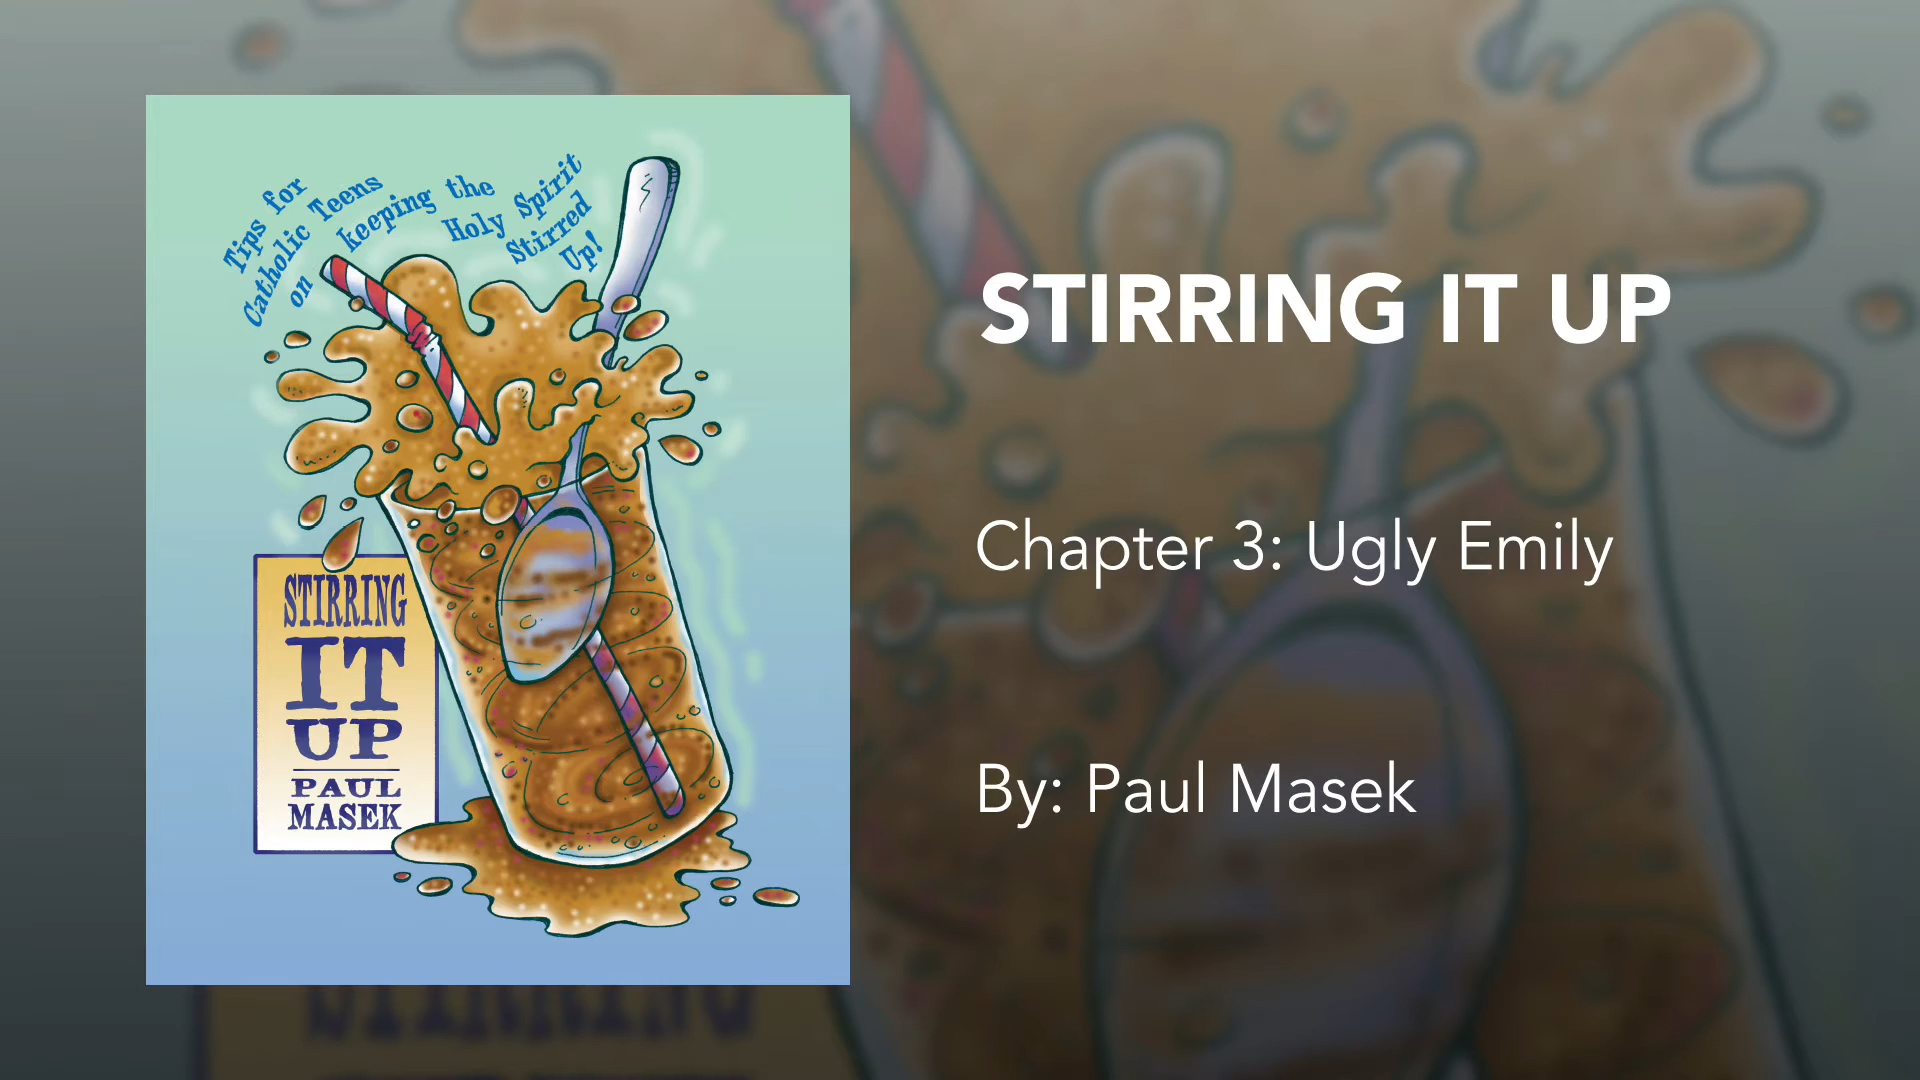 Tips for
Catholic Teens
on keeping the
Holy Spirit
Stirred
Up!
STIRRING
IT
UP
PAUL
MASEK
STIRRING IT UP
Chapter 3: Ugly Emily
By: Paul Masek
STIRRING